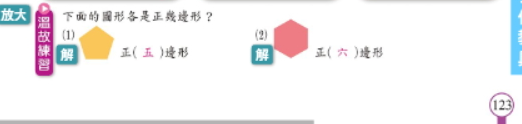 放大
溫故練習
下面的圖形各是正幾邊形？
(1)
解
正( 五 )邊形
(2)
解
正( 六 )邊形
123